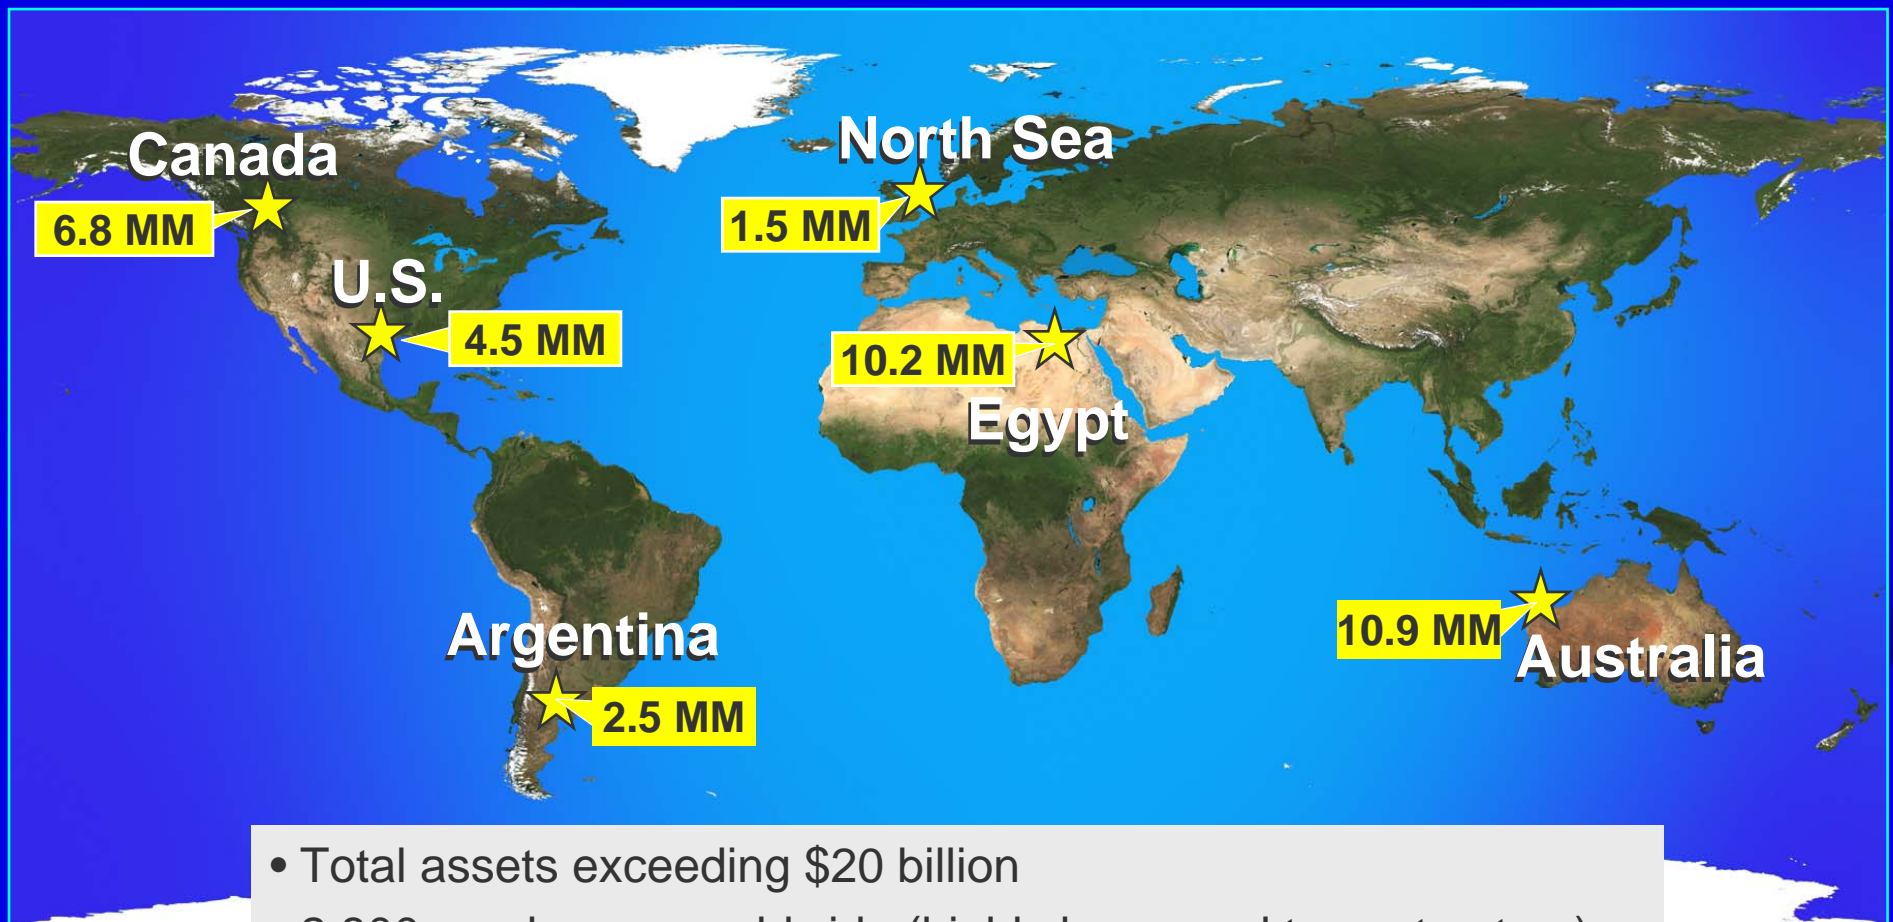 Canada
6.8 MM
U.S.
4.5 MM
North Sea
1.5 MM
10.2 MM
Egypt
Argentina
2.5 MM
10.9 MM
Australia
• Total assets exceeding $20 billion